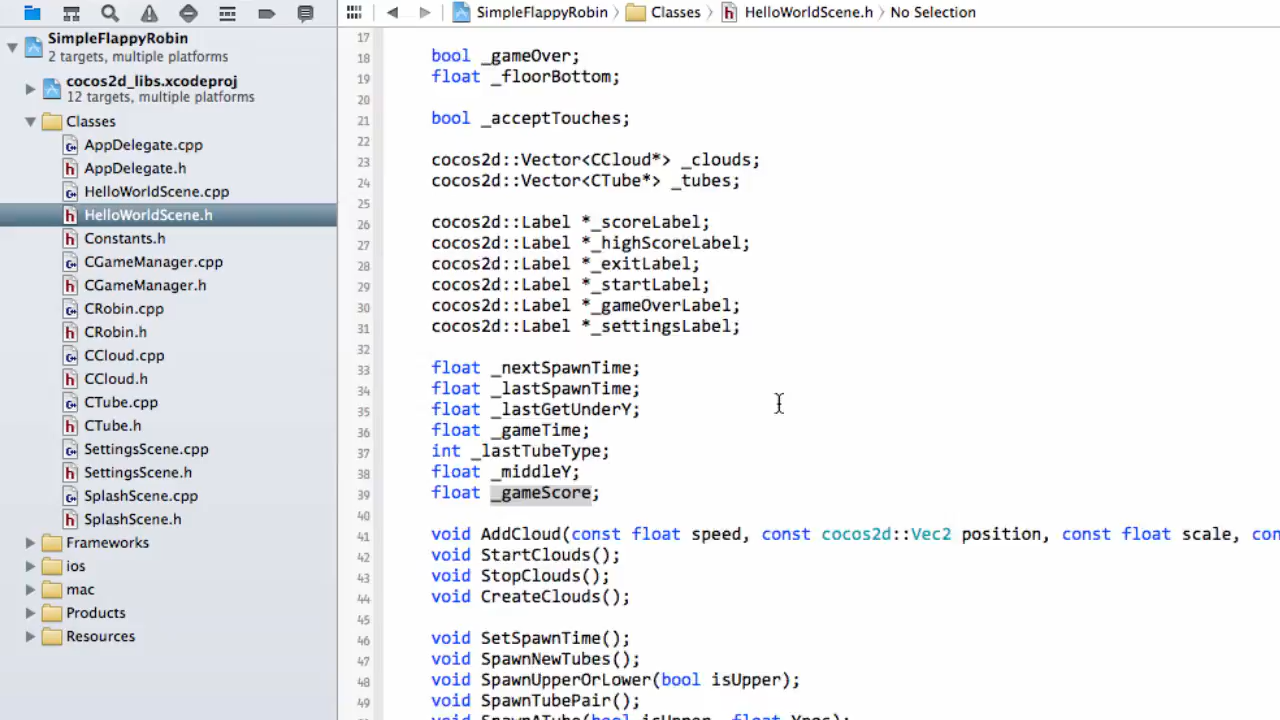 SimpleFlappyRobin
2 targets, multiple platforms
cocos2d_libs.xcodeproj
12 targets, multiple platforms
Classes
AppDelegate.cpp
AppDelegate.h
HelloWorldScene.cpp
HelloWorldScene.h
Constants.h
CGameManager.cpp
CGameManager.h
CRobin.cpp
CRobin.h
CCloud.cpp
CCloud.h
CTube.cpp
CTube.h
SettingsScene.cpp
SettingsScene.h
SplashScene.cpp
SplashScene.h
Frameworks
ios
mac
Products
Resources
SimpleFlappyRobin Classes HelloWorldScene.h No Selection
17
18 bool _gameOver;
19 float _floorBottom;
20
21 bool _acceptTouches;
22
23 cocos2d::Vector<CCloud*> _clouds;
24 cocos2d::Vector<CTube*> _tubes;
25
26 cocos2d::Label *_scoreLabel;
27 cocos2d::Label *_highScoreLabel;
28 cocos2d::Label *_exitLabel;
29 cocos2d::Label *_startLabel;
30 cocos2d::Label *_gameOverLabel;
31 cocos2d::Label *_settingsLabel;
32
33 float _nextSpawnTime;
34 float _lastSpawnTime;
35 float _lastGetUnderY;
36 float _gameTime;
37 int _lastTubeType;
38 float _middleY;
39 float _gameScore;
40
41 void AddCloud(const float speed, const cocos2d::Vec2 position, const float scale, co
42 void StartClouds();
43 void StopClouds();
44 void CreateClouds();
45
46 void SetSpawnTime();
47 void SpawnNewTubes();
48 void SpawnUpperOrLower(bool isUpper);
49 void SpawnTubePair();
void SpawnATube(bool isUpper, float Ypos);